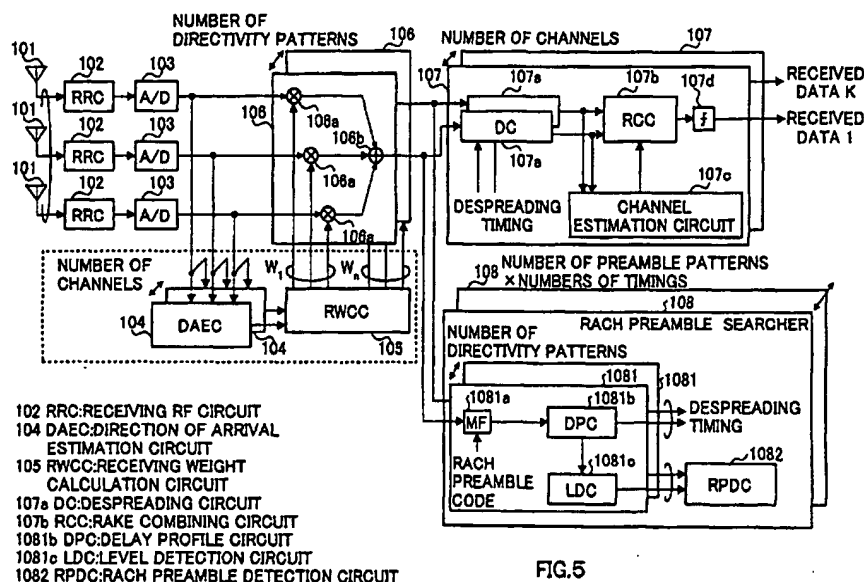 NUMBER OF
DIRECTIVITY PATTERNS
106
NUMBER OF CHANNELS
107
101
102
103
RRC
A/D
101
102
103
RRC
A/D
101
102
103
RRC
A/D
106
106a
106b
106a
106a
107
107a
DC
107a
107b
RCC
107d
f
107c
CHANNEL
ESTIMATION CIRCUIT
DESPREADING
TIMING
RECEIVED
DATA K
RECEIVED
DATA 1
NUMBER OF
CHANNELS
W1
Wn
104
DAEC
104
RWCC
105
NUMBER OF PREAMBLE PATTERNS
×NUMBERS OF TIMINGS
108
108
RACH PREAMBLE SEARCHER
NUMBER OF
DIRECTIVITY PATTERNS
1081
1081
1081a
MF
1081b
DPC
1081c
LDC
RACH
PREAMBLE
CODE
DESPREADING
TIMING
1082
RPDC
102 RRC:RECEIVING RF CIRCUIT
104 DAEC:DIRECTION OF ARRIVAL
ESTIMATION CIRCUIT
105 RWCC:RECEIVING WEIGHT
CALCULATION CIRCUIT
107a DC:DESPREADING CIRCUIT
107b RCC:RAKE COMBINING CIRCUIT
1081b DPC:DELAY PROFILE CIRCUIT
1081c LDC:LEVEL DETECTION CIRCUIT
1082 RPDC:RACH PREAMBLE DETECTION CIRCUIT
FIG.5